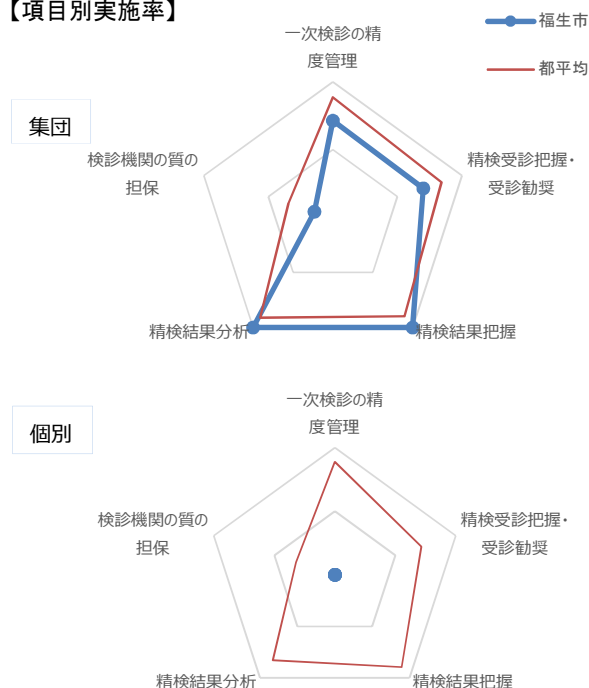 【項目別実施率】
福生市
都平均
集団
一次検診の精
度管理
精検受診把握・
受診勧奨
精検結果把握
精検結果分析
検診機関の質の
担保
個別
一次検診の精
度管理
精検受診把握・
受診勧奨
精検結果把握
精検結果分析
検診機関の質の
担保